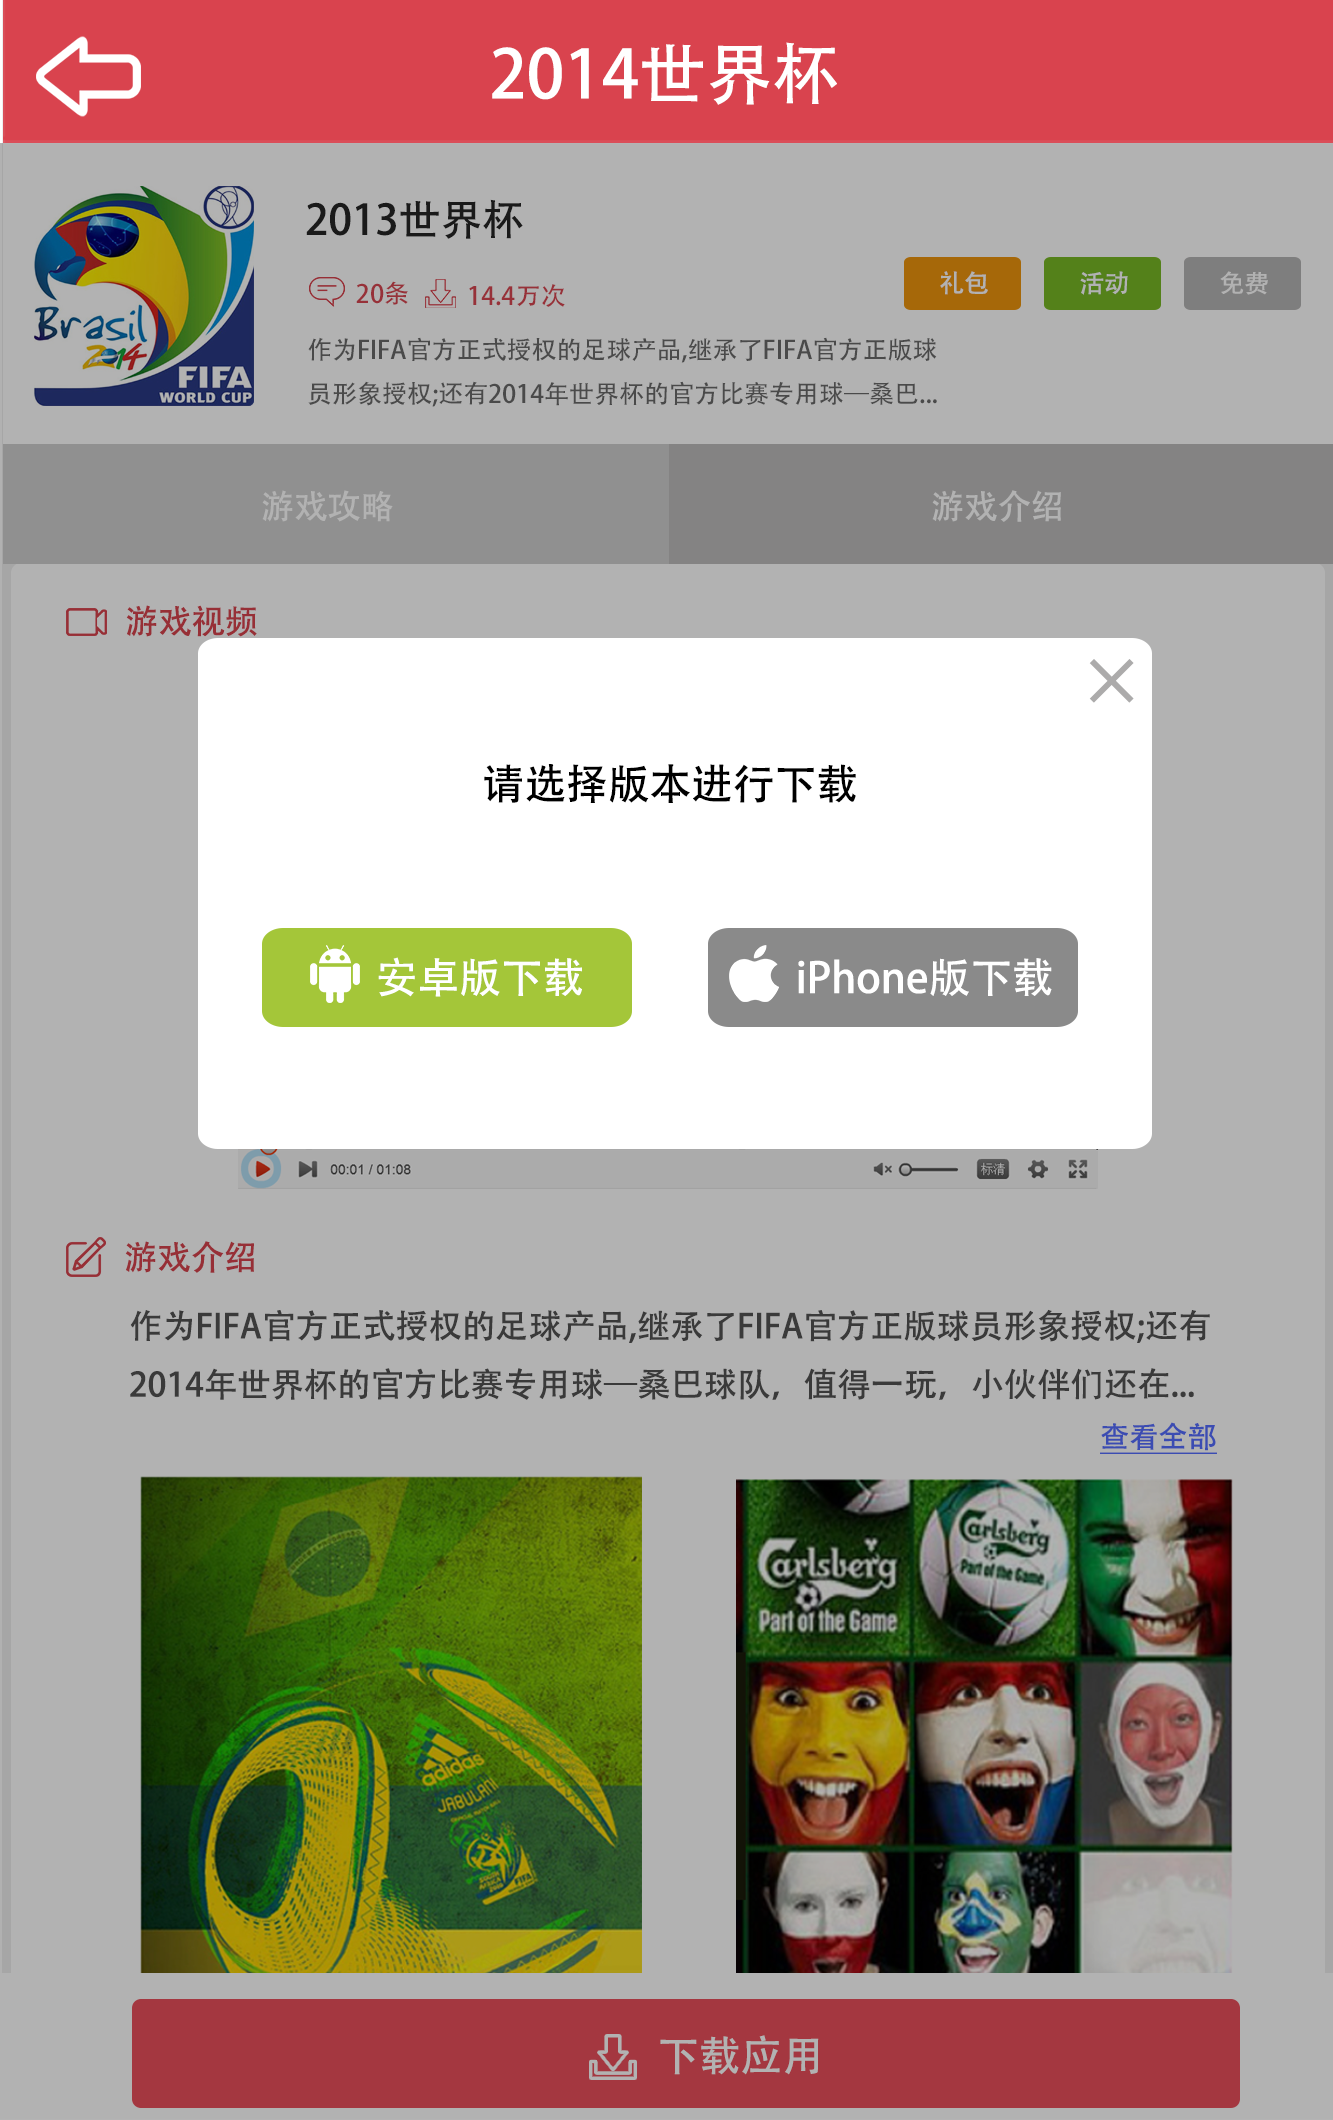 2014世界杯
2013世界杯
20条 14.4万次
礼包 活动 免费
作为FIFA官方正式授权的足球产品,继承了FIFA官方正版球
员形象授权;还有2014年世界杯的官方比赛专用球—桑巴...
Brasil
2014
FIFA
WORLD CUP
游戏攻略 游戏介绍
游戏视频
请选择版本进行下载
安卓版下载 iPhone版下载
00:01 / 01:08 标清
游戏介绍
作为FIFA官方正式授权的足球产品,继承了FIFA官方正版球员形象授权;还有
2014年世界杯的官方比赛专用球—桑巴球队，值得一玩，小伙伴们还在...
查看全部
adidas
JABULANI
Carlsberg
Part of the Game
Carlsberg
Part of the Game
下载应用